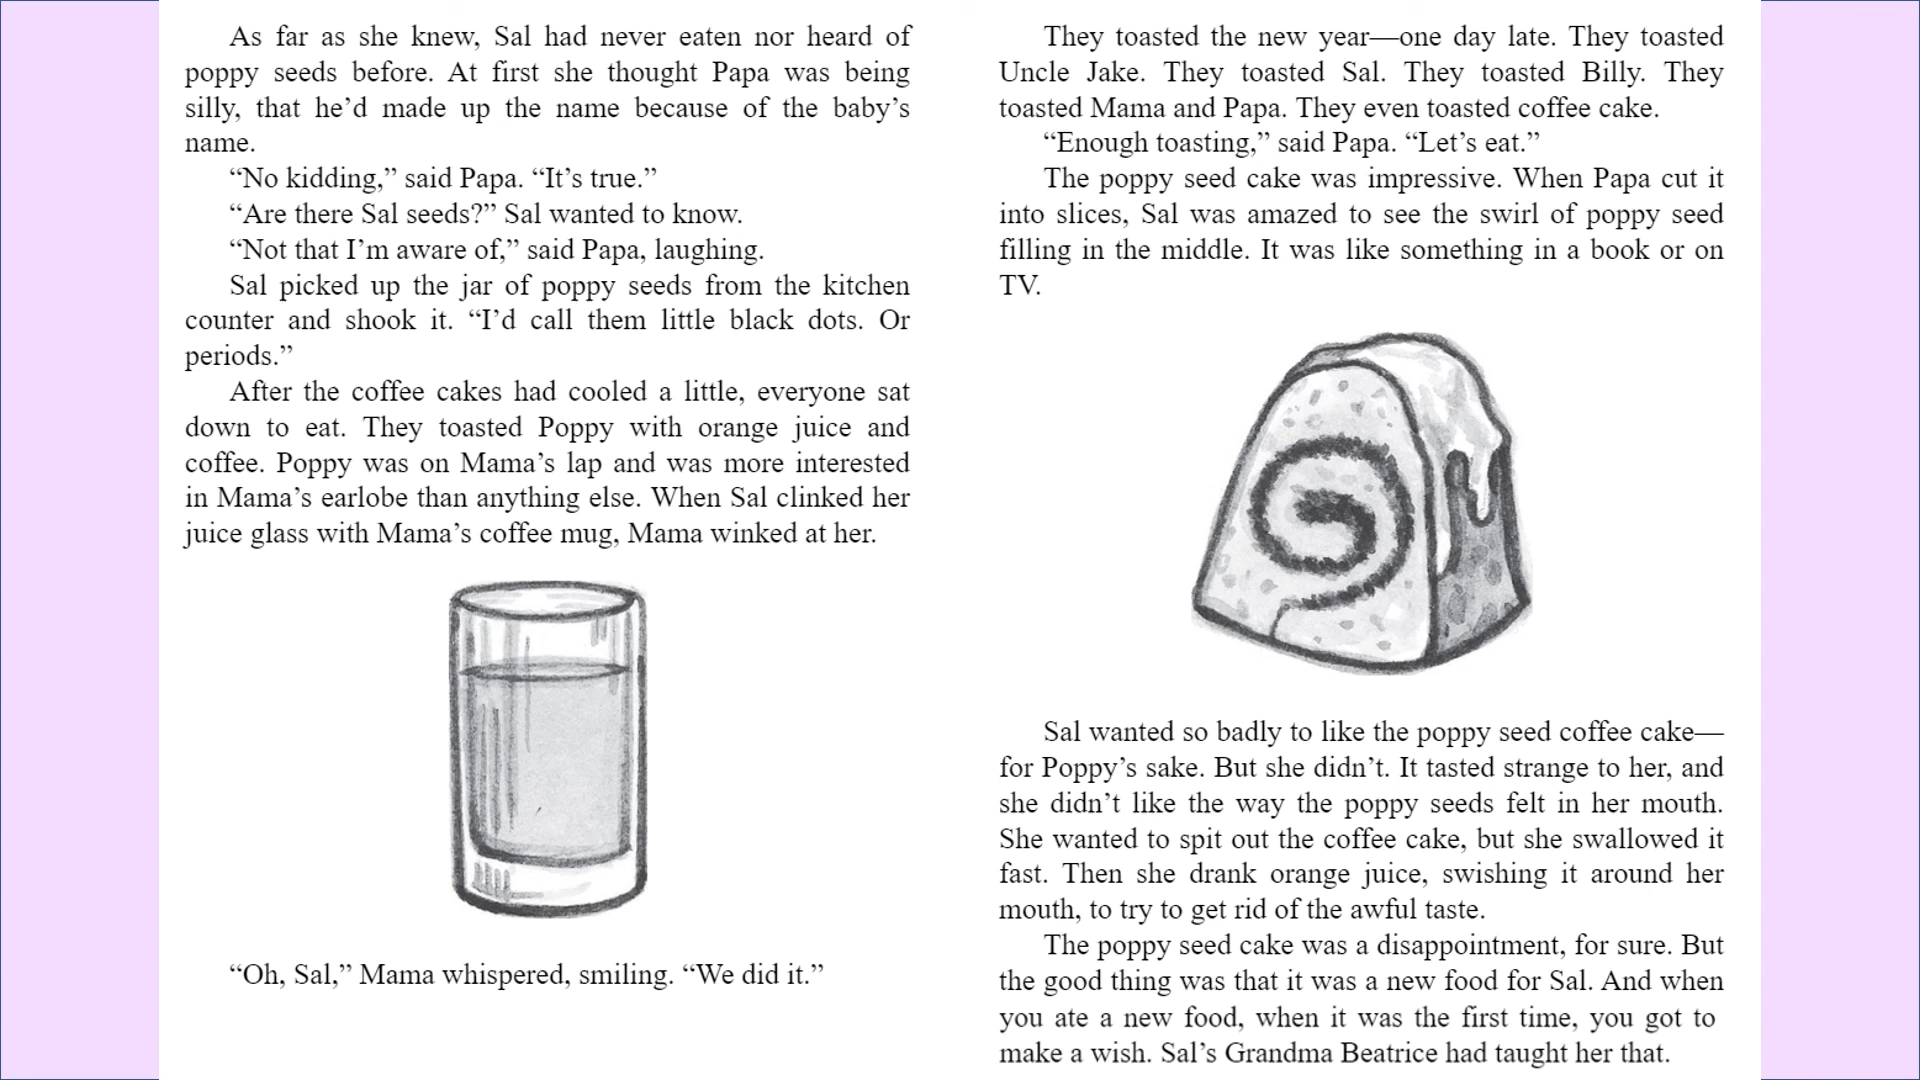 As far as she knew, Sal had never eaten nor heard of
poppy seeds before. At first she thought Papa was being
silly, that he’d made up the name because of the baby’s
name.
“No kidding,” said Papa. “It’s true.”
“Are there Sal seeds?” Sal wanted to know.
“Not that I’m aware of,” said Papa, laughing.
Sal picked up the jar of poppy seeds from the kitchen
counter and shook it. “I’d call them little black dots. Or
periods.”
After the coffee cakes had cooled a little, everyone sat
down to eat. They toasted Poppy with orange juice and
coffee. Poppy was on Mama’s lap and was more interested
in Mama’s earlobe than anything else. When Sal clinked her
juice glass with Mama’s coffee mug, Mama winked at her.
“Oh, Sal,” Mama whispered, smiling. “We did it.”
They toasted the new year—one day late. They toasted
Uncle Jake. They toasted Sal. They toasted Billy. They
toasted Mama and Papa. They even toasted coffee cake.
“Enough toasting,” said Papa. “Let’s eat.”
The poppy seed cake was impressive. When Papa cut it
into slices, Sal was amazed to see the swirl of poppy seed
filling in the middle. It was like something in a book or on
TV.
Sal wanted so badly to like the poppy seed coffee cake—
for Poppy’s sake. But she didn’t. It tasted strange to her, and
she didn’t like the way the poppy seeds felt in her mouth.
She wanted to spit out the coffee cake, but she swallowed it
fast. Then she drank orange juice, swishing it around her
mouth, to try to get rid of the awful taste.
The poppy seed cake was a disappointment, for sure. But
the good thing was that it was a new food for Sal. And when
you ate a new food, when it was the first time, you got to
make a wish. Sal’s Grandma Beatrice had taught her that.